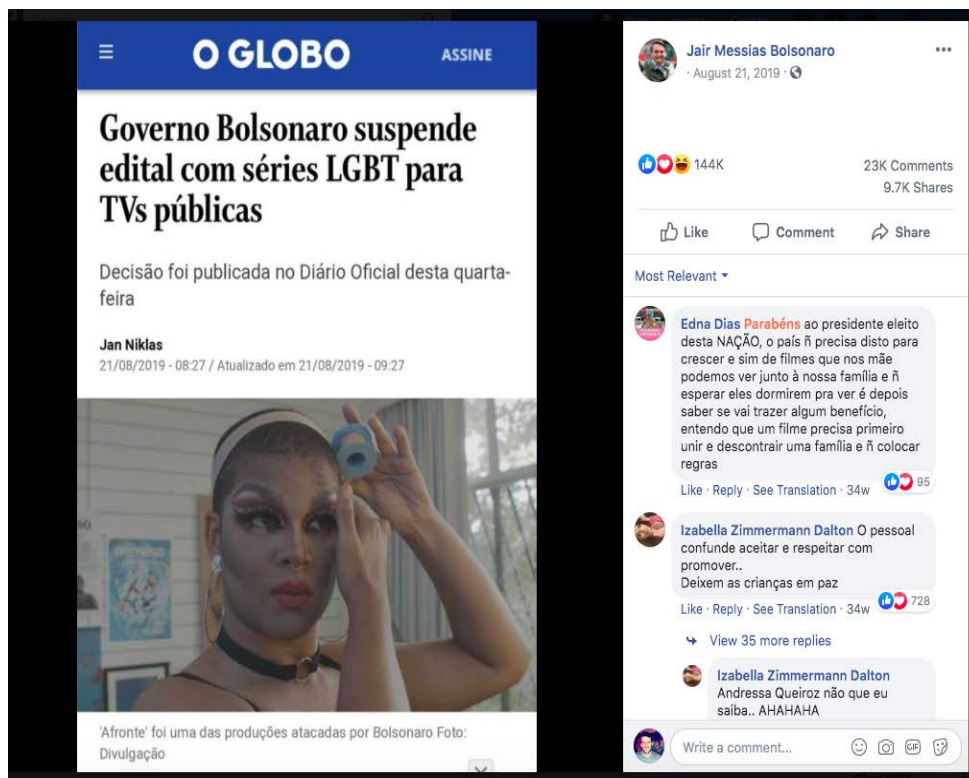 O GLOBO
ASSINE
Governo Bolsonaro suspende
edital com séries LGBT para
TVs públicas
Decisão foi publicada no Diário Oficial desta quarta-
feira
Jan Niklas
21/08/2019 - 08:27 / Atualizado em 21/08/2019 - 09:27
'Afronte' foi uma das produções atacadas por Bolsonaro Foto:
Divulgação
Jair Messias Bolsonaro
· August 21, 2019 ·
144K
23K Comments
9.7K Shares
Like
Comment
Share
Most Relevant
Edna Dias Parabéns ao presidente eleito
desta NAÇÃO, o país ñ precisa disto para
crescer e sim de filmes que nos mãe
podemos ver junto à nossa família e ñ
esperar eles dormirem pra ver é depois
saber se vai trazer algum benefício,
entendo que um filme precisa primeiro
unir e descontrair uma família e ñ colocar
regras
95
Like · Reply · See Translation · 34w
Izabella Zimmermann Dalton O pessoal
confunde aceitar e respeitar com
promover..
Deixem as crianças em paz
728
Like · Reply · See Translation · 34w
View 35 more replies
Izabella Zimmermann Dalton
Andressa Queiroz não que eu
saiba.. AHAHAHA
Write a comment...
GIF